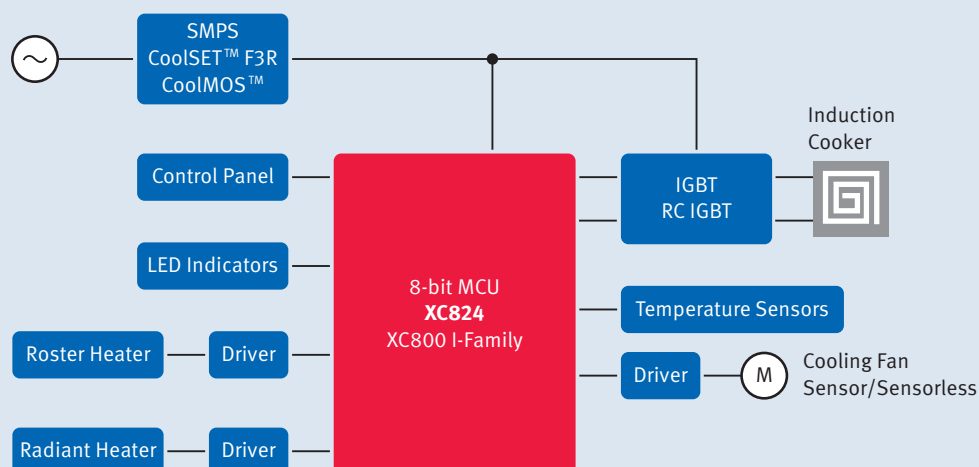 SMPS
CoolSET™ F3R
CoolMOS™
Induction
Cooker
Control Panel
IGBT
RC IGBT
LED Indicators
8-bit MCU
XC824
XC800 I-Family
Temperature Sensors
Roster Heater
Driver
Driver
M
Cooling Fan
Sensor/Sensorless
Radiant Heater
Driver